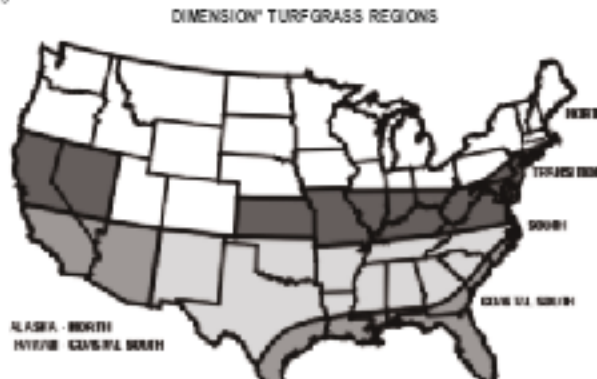 DIMENSION* TURFGRASS REGIONS
NORTH
TRANSITION
SOUTH
COASTAL SOUTH
ALASKA - NORTH
HAWAII - COASTAL SOUTH